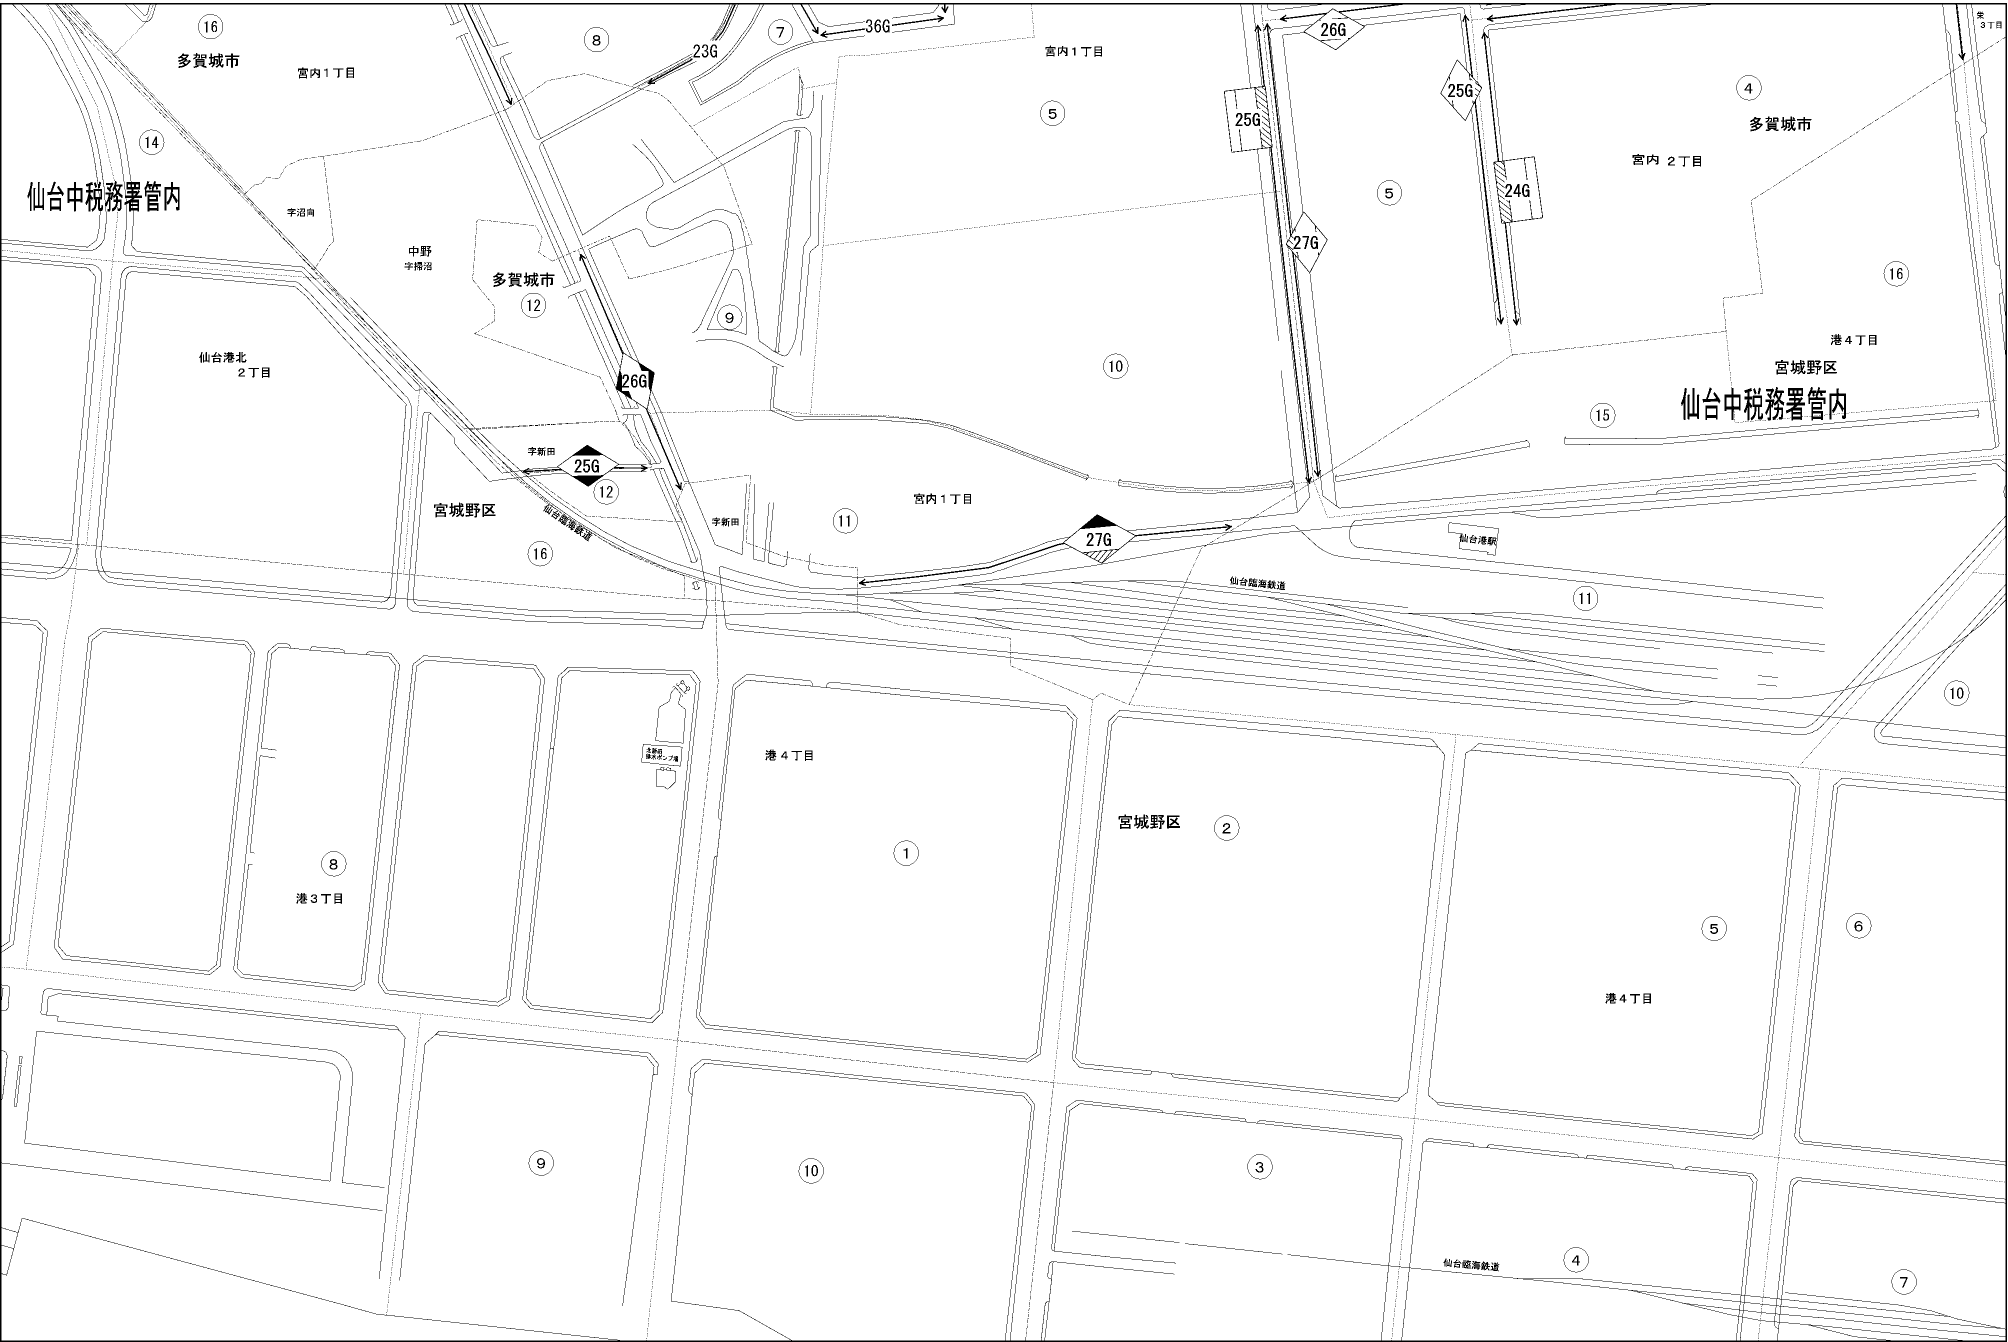 16
多賀城市
宮内1丁目
8
23G
7
36G
宮内1丁目
26G
栄
3丁目
14
5
25G
25G
4
多賀城市
宮内 2丁目
仙台中税務署管内
字沼向
中野
字掃沼
多賀城市
12
5
24G
27G
16
9
仙台港北
2丁目
26G
10
港4丁目
宮城野区
仙台中税務署管内
15
字新田
25G
12
宮城野区
仙台臨海鉄道
字新田
11
宮内1丁目
27G
仙台港駅
16
仙台臨海鉄道
11
10
港4丁目
宮城野区
2
1
8
港3丁目
5
6
港4丁目
9
10
3
仙台臨海鉄道
4
7